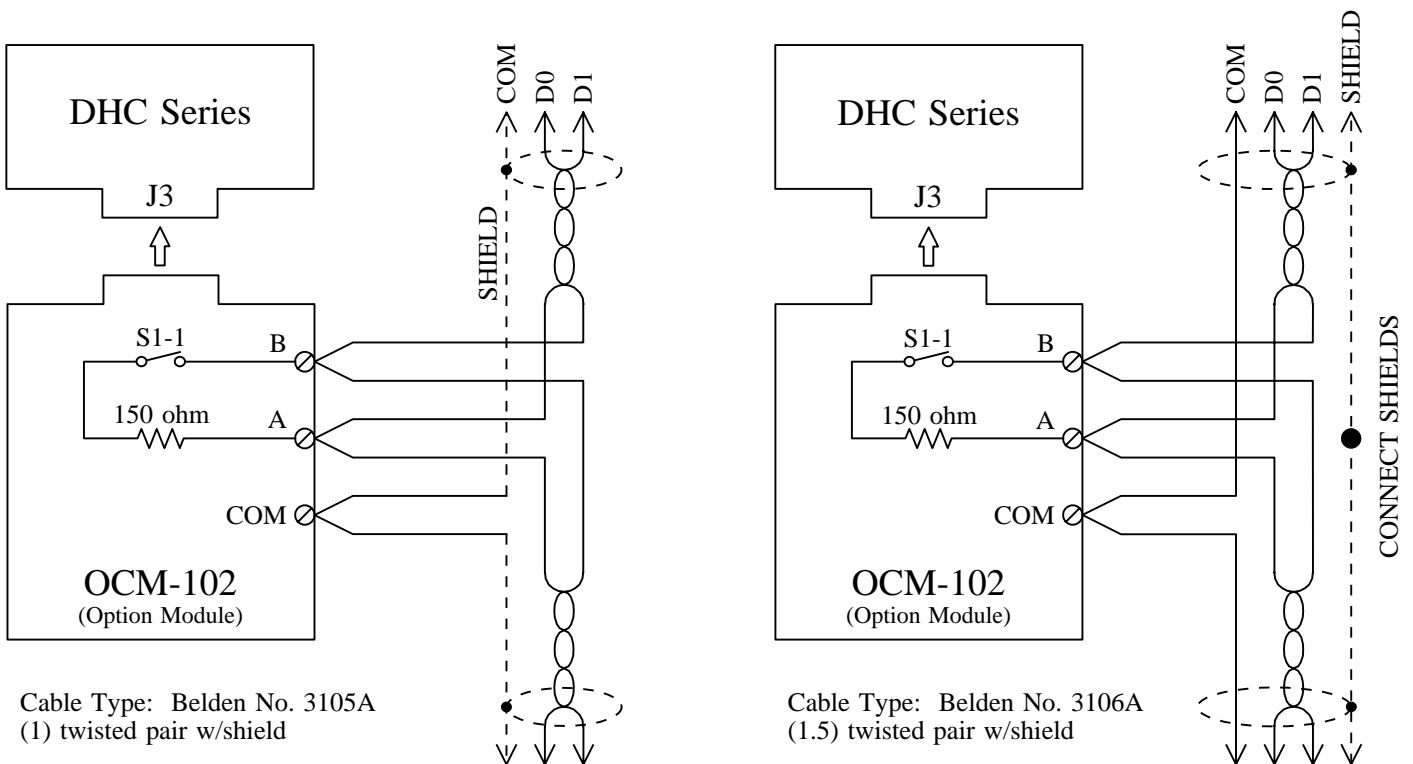 DHC Series
J3
COM
D0
D1
SHIELD
S1-1
B
150 ohm
A
COM
OCM-102
(Option Module)
Cable Type: Belden No. 3105A
(1) twisted pair w/shield
DHC Series
J3
COM
D0
D1
SHIELD
S1-1
B
150 ohm
A
COM
CONNECT SHIELDS
OCM-102
(Option Module)
Cable Type: Belden No. 3106A
(1.5) twisted pair w/shield